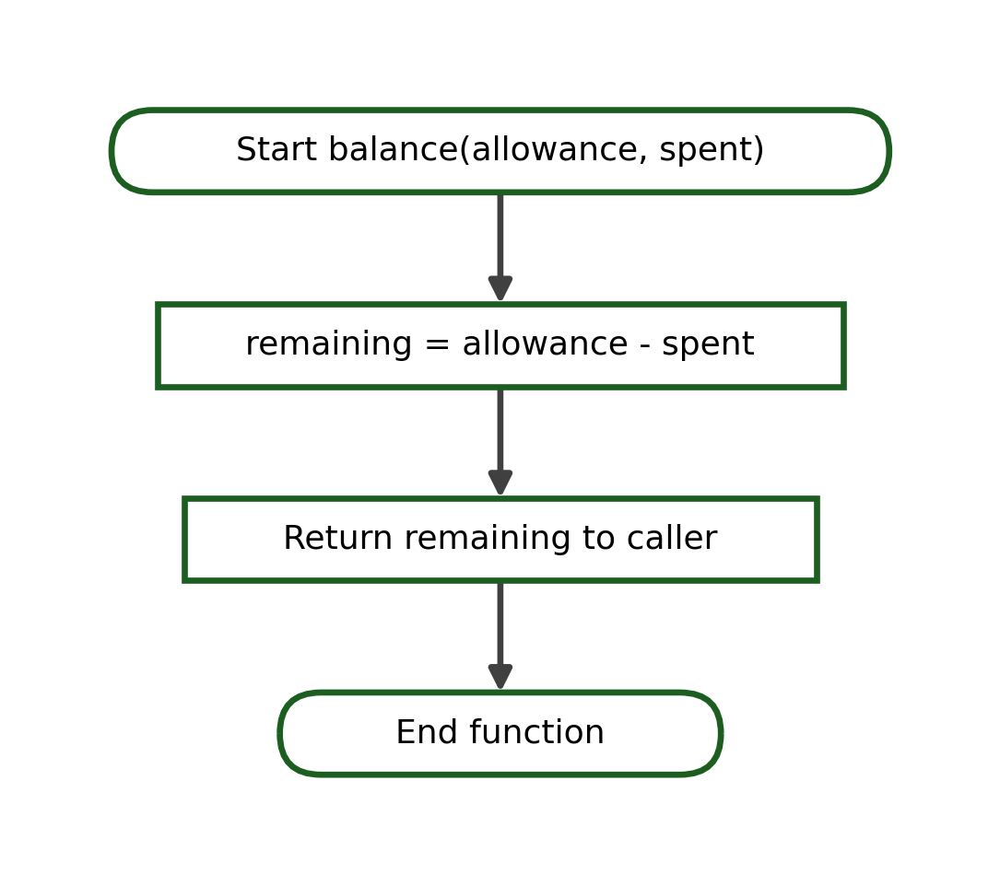 Start balance(allowance, spent)
remaining = allowance - spent
Return remaining to caller
End function